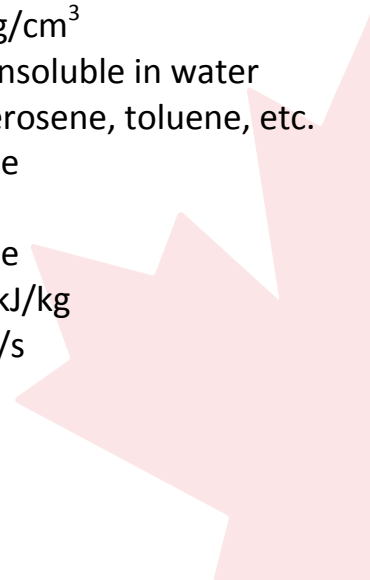 g/cm³
nsoluble in water
erosene, toluene, etc.
e
e
kJ/kg
/s